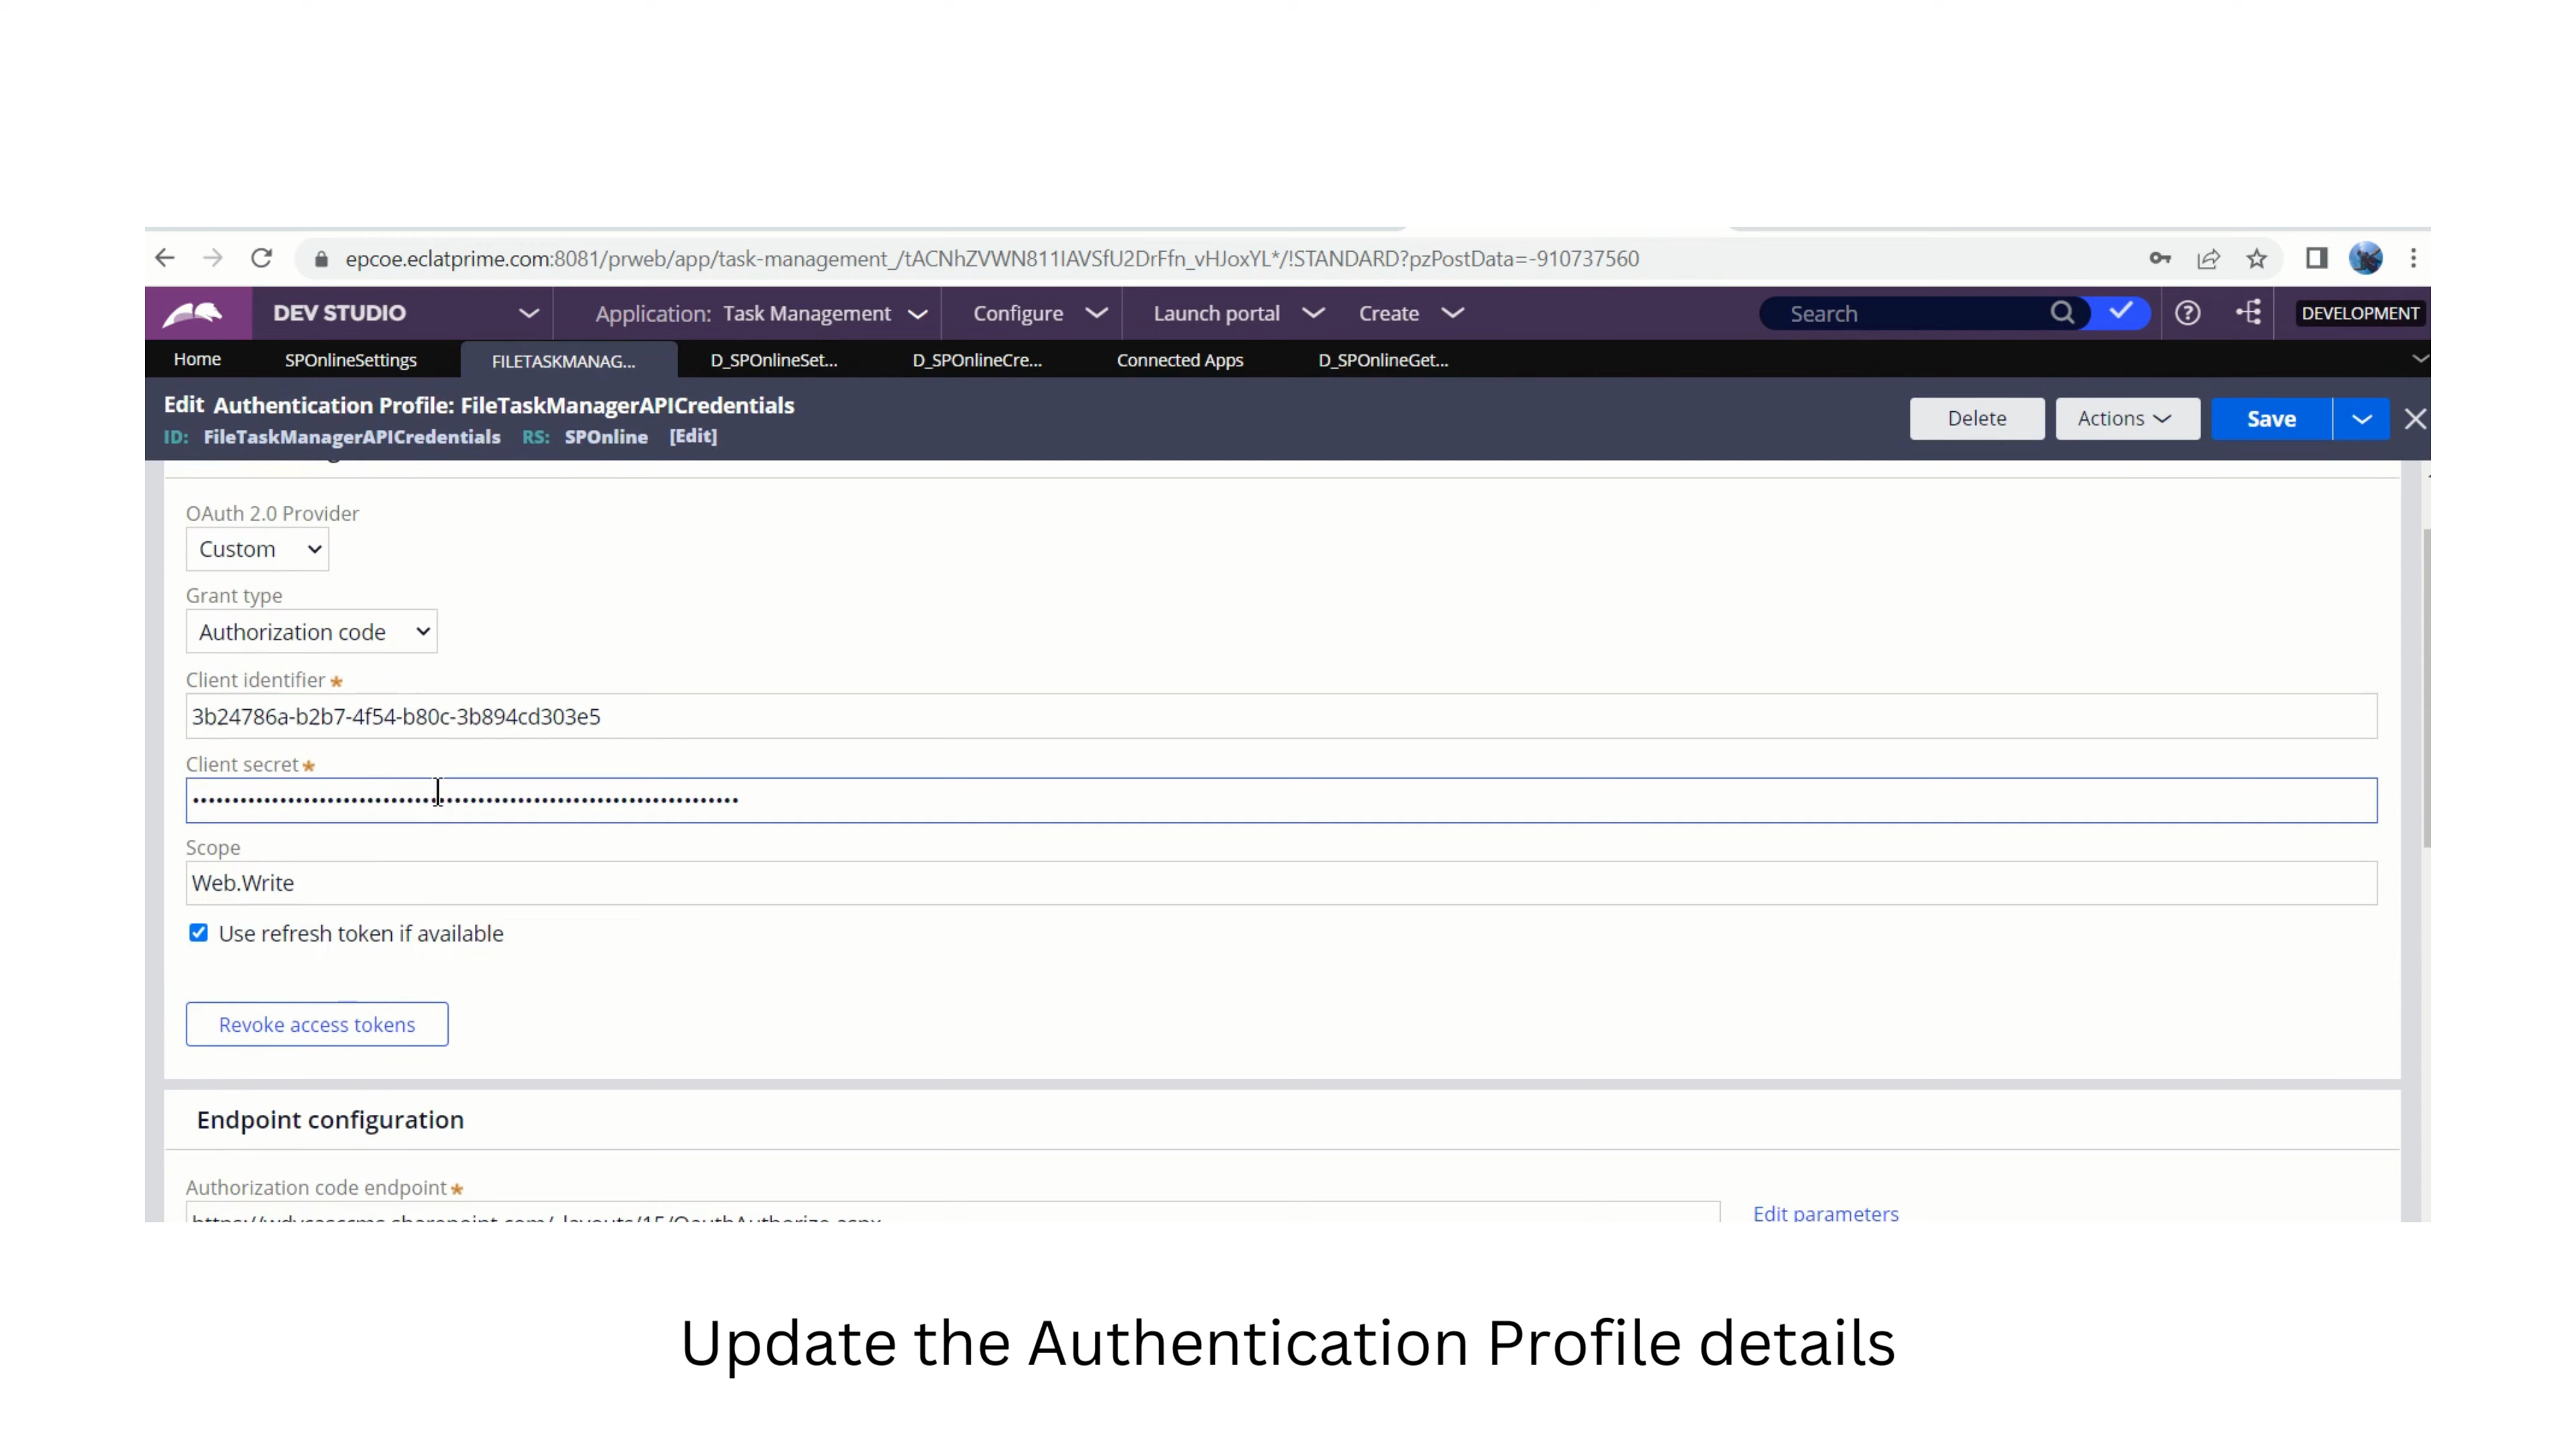 epcoe.eclatprime.com:8081/prweb/app/task-management_/tACNhZVWN811IAVSfU2DrFfn_vHJoxYL*/!STANDARD?pzPostData=-910737560
DEV STUDIO Application: Task Management Configure Launch portal Create Search DEVELOPMENT
Home SPOnlineSettings FILETASKMANAG... D_SPOnlineSet... D_SPOnlineCre... Connected Apps D_SPOnlineGet...
Edit Authentication Profile: FileTaskManagerAPICredentials
ID: FileTaskManagerAPICredentials RS: SPOnline [Edit]
Delete Actions Save
OAuth 2.0 Provider
Custom
Grant type
Authorization code
Client identifier *
3b24786a-b2b7-4f54-b80c-3b894cd303e5
Client secret *
Scope
Web.Write
Use refresh token if available
Revoke access tokens
Endpoint configuration
Authorization code endpoint *
Edit parameters
Update the Authentication Profile details